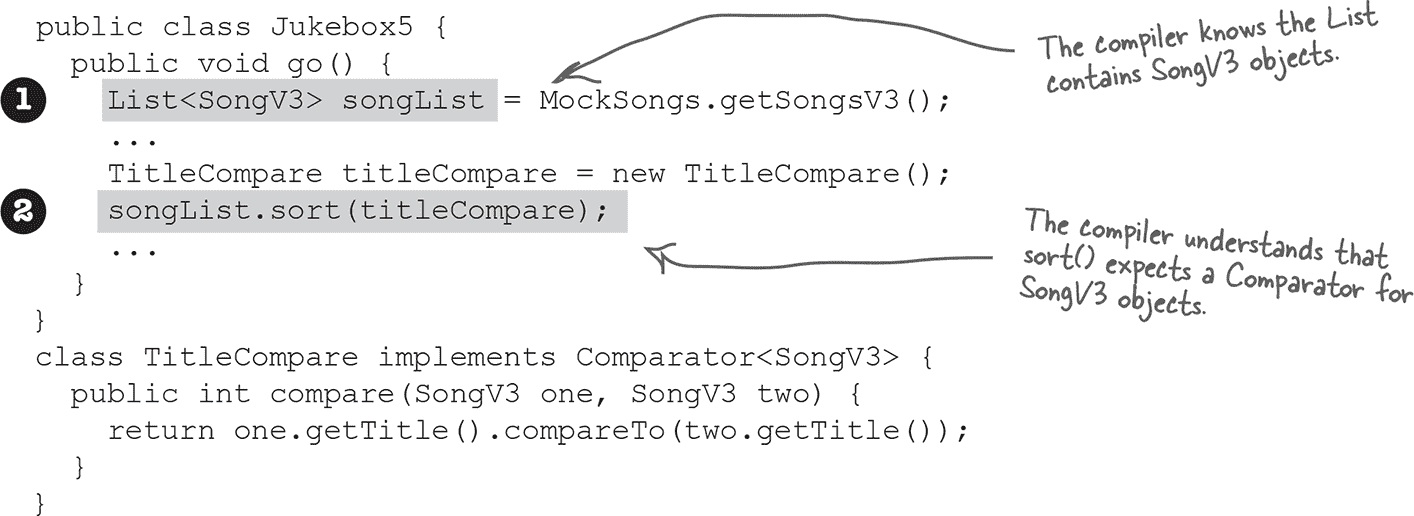 public class Jukebox5 {
public void go() {
1 List<SongV3> songList = MockSongs.getSongsV3();
...
TitleCompare titleCompare = new TitleCompare();
2 songList.sort(titleCompare);
...
}
}
class TitleCompare implements Comparator<SongV3> {
public int compare(SongV3 one, SongV3 two) {
return one.getTitle().compareTo(two.getTitle());
}
}
The compiler knows the List
contains SongV3 objects.
The compiler understands that
sort() expects a Comparator for
SongV3 objects.